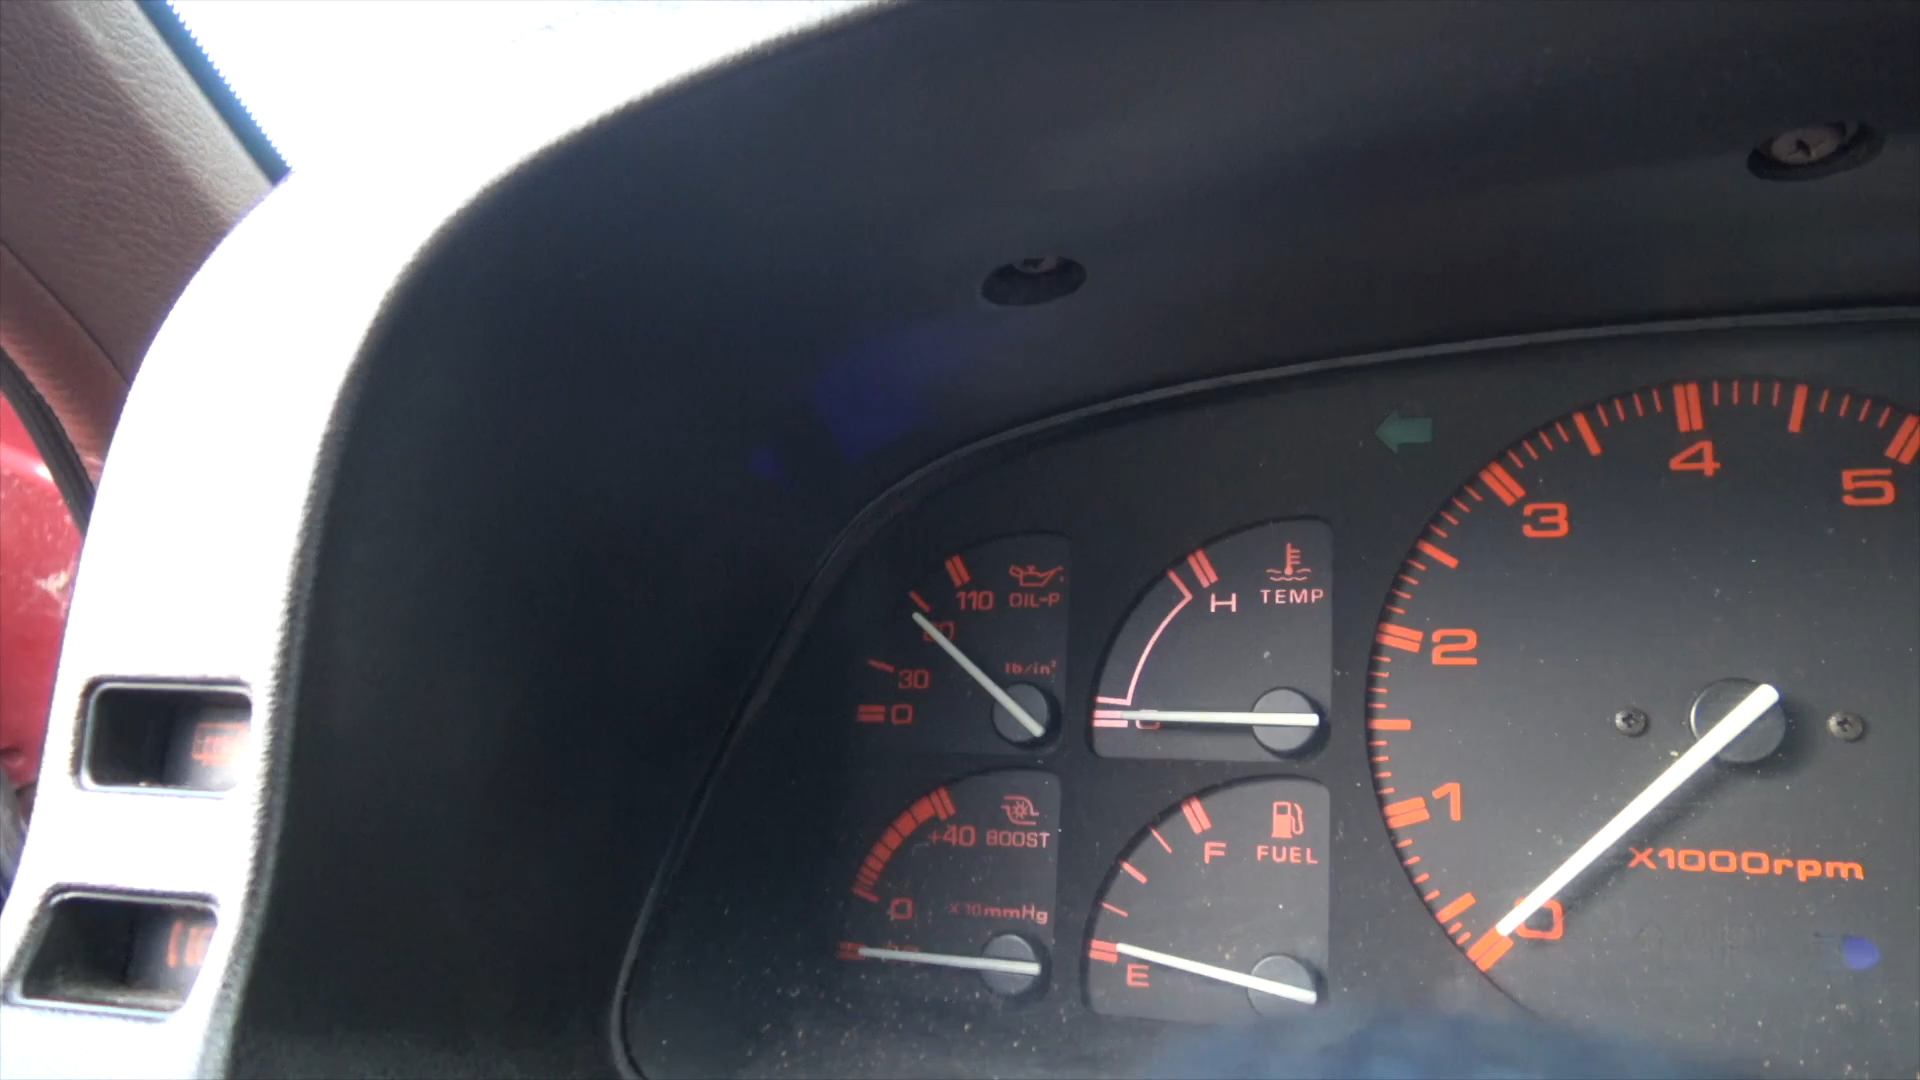 110 OIL-P
30
lb/in²
0
H TEMP
C
+40 BOOST
0
X10mmHg
F FUEL
E
0
1
2
3
4
5
X1000rpm